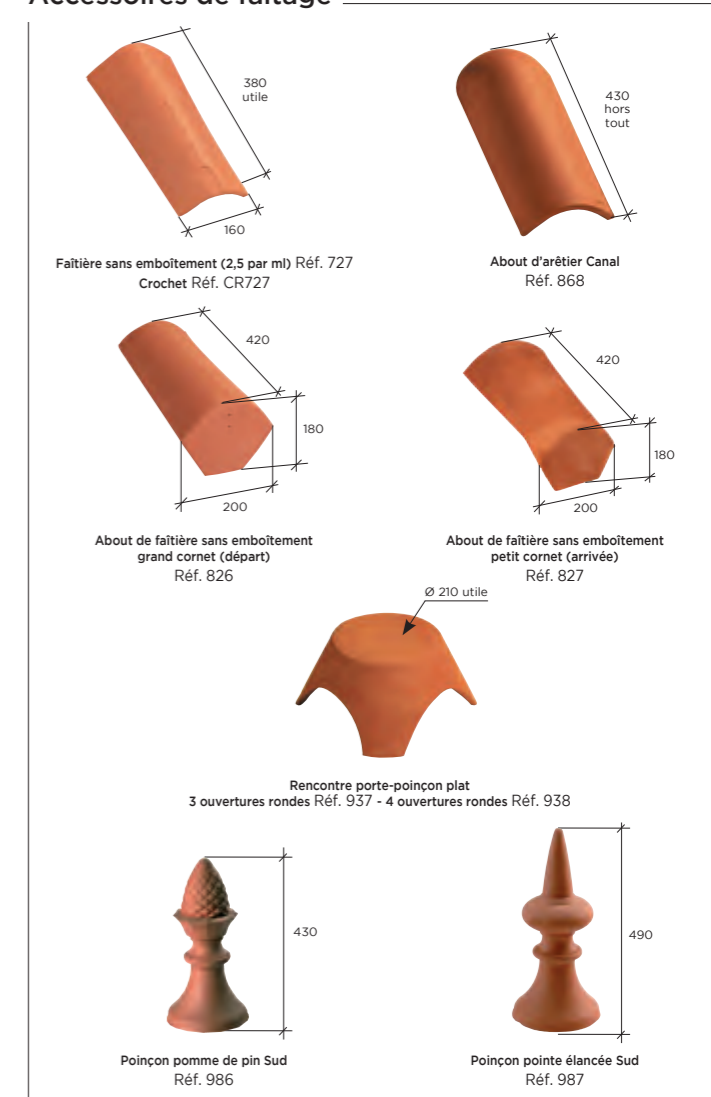 Accessoires de faîtage
380
utile
160
430
hors
tout
Faîtière sans emboîtement (2,5 par ml) Réf. 727
Crochet Réf. CR727
About d'arêtier Canal
Réf. 868
420
180
200
420
180
200
About de faîtière sans emboîtement
grand cornet (départ)
Réf. 826
About de faîtière sans emboîtement
petit cornet (arrivée)
Réf. 827
Ø 210 utile
Rencontre porte-poinçon plat
3 ouvertures rondes Réf. 937 - 4 ouvertures rondes Réf. 938
430
490
Poinçon pomme de pin Sud
Réf. 986
Poinçon pointe élancée Sud
Réf. 987